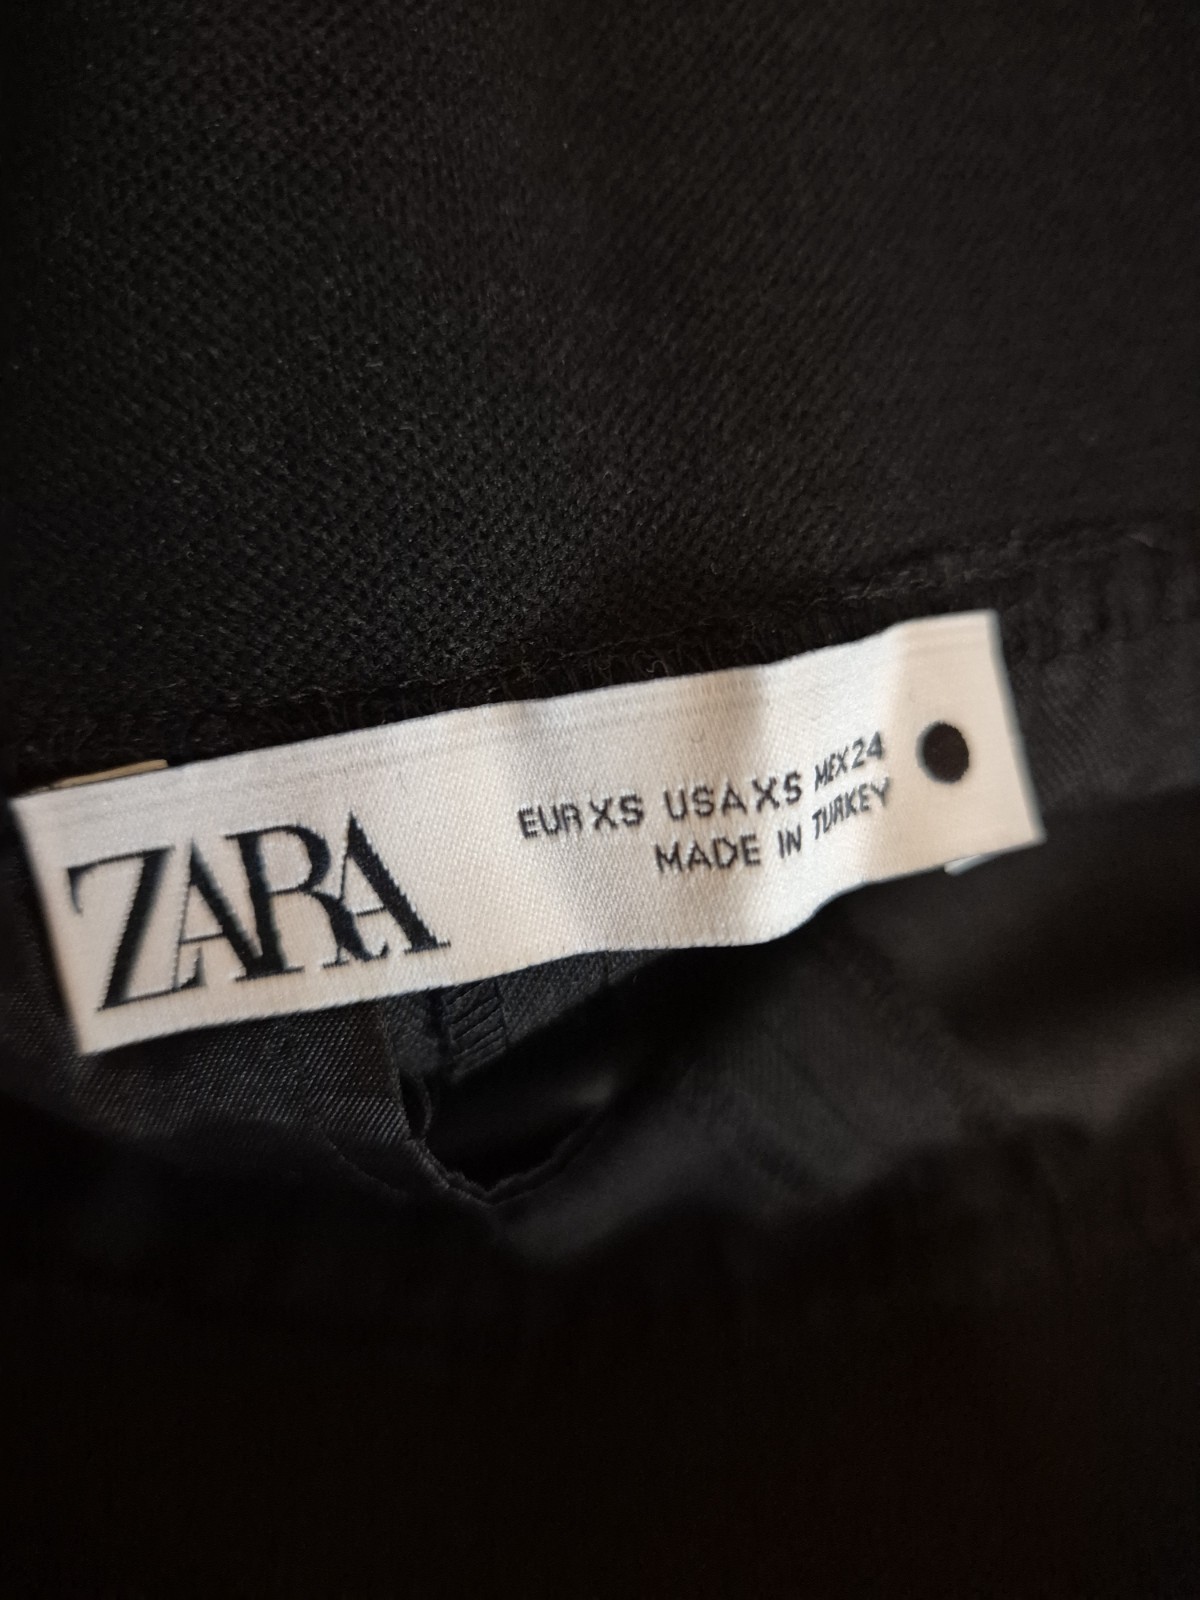 ZARA
EUR XS USA XS MEX 24
MADE IN TURKEY